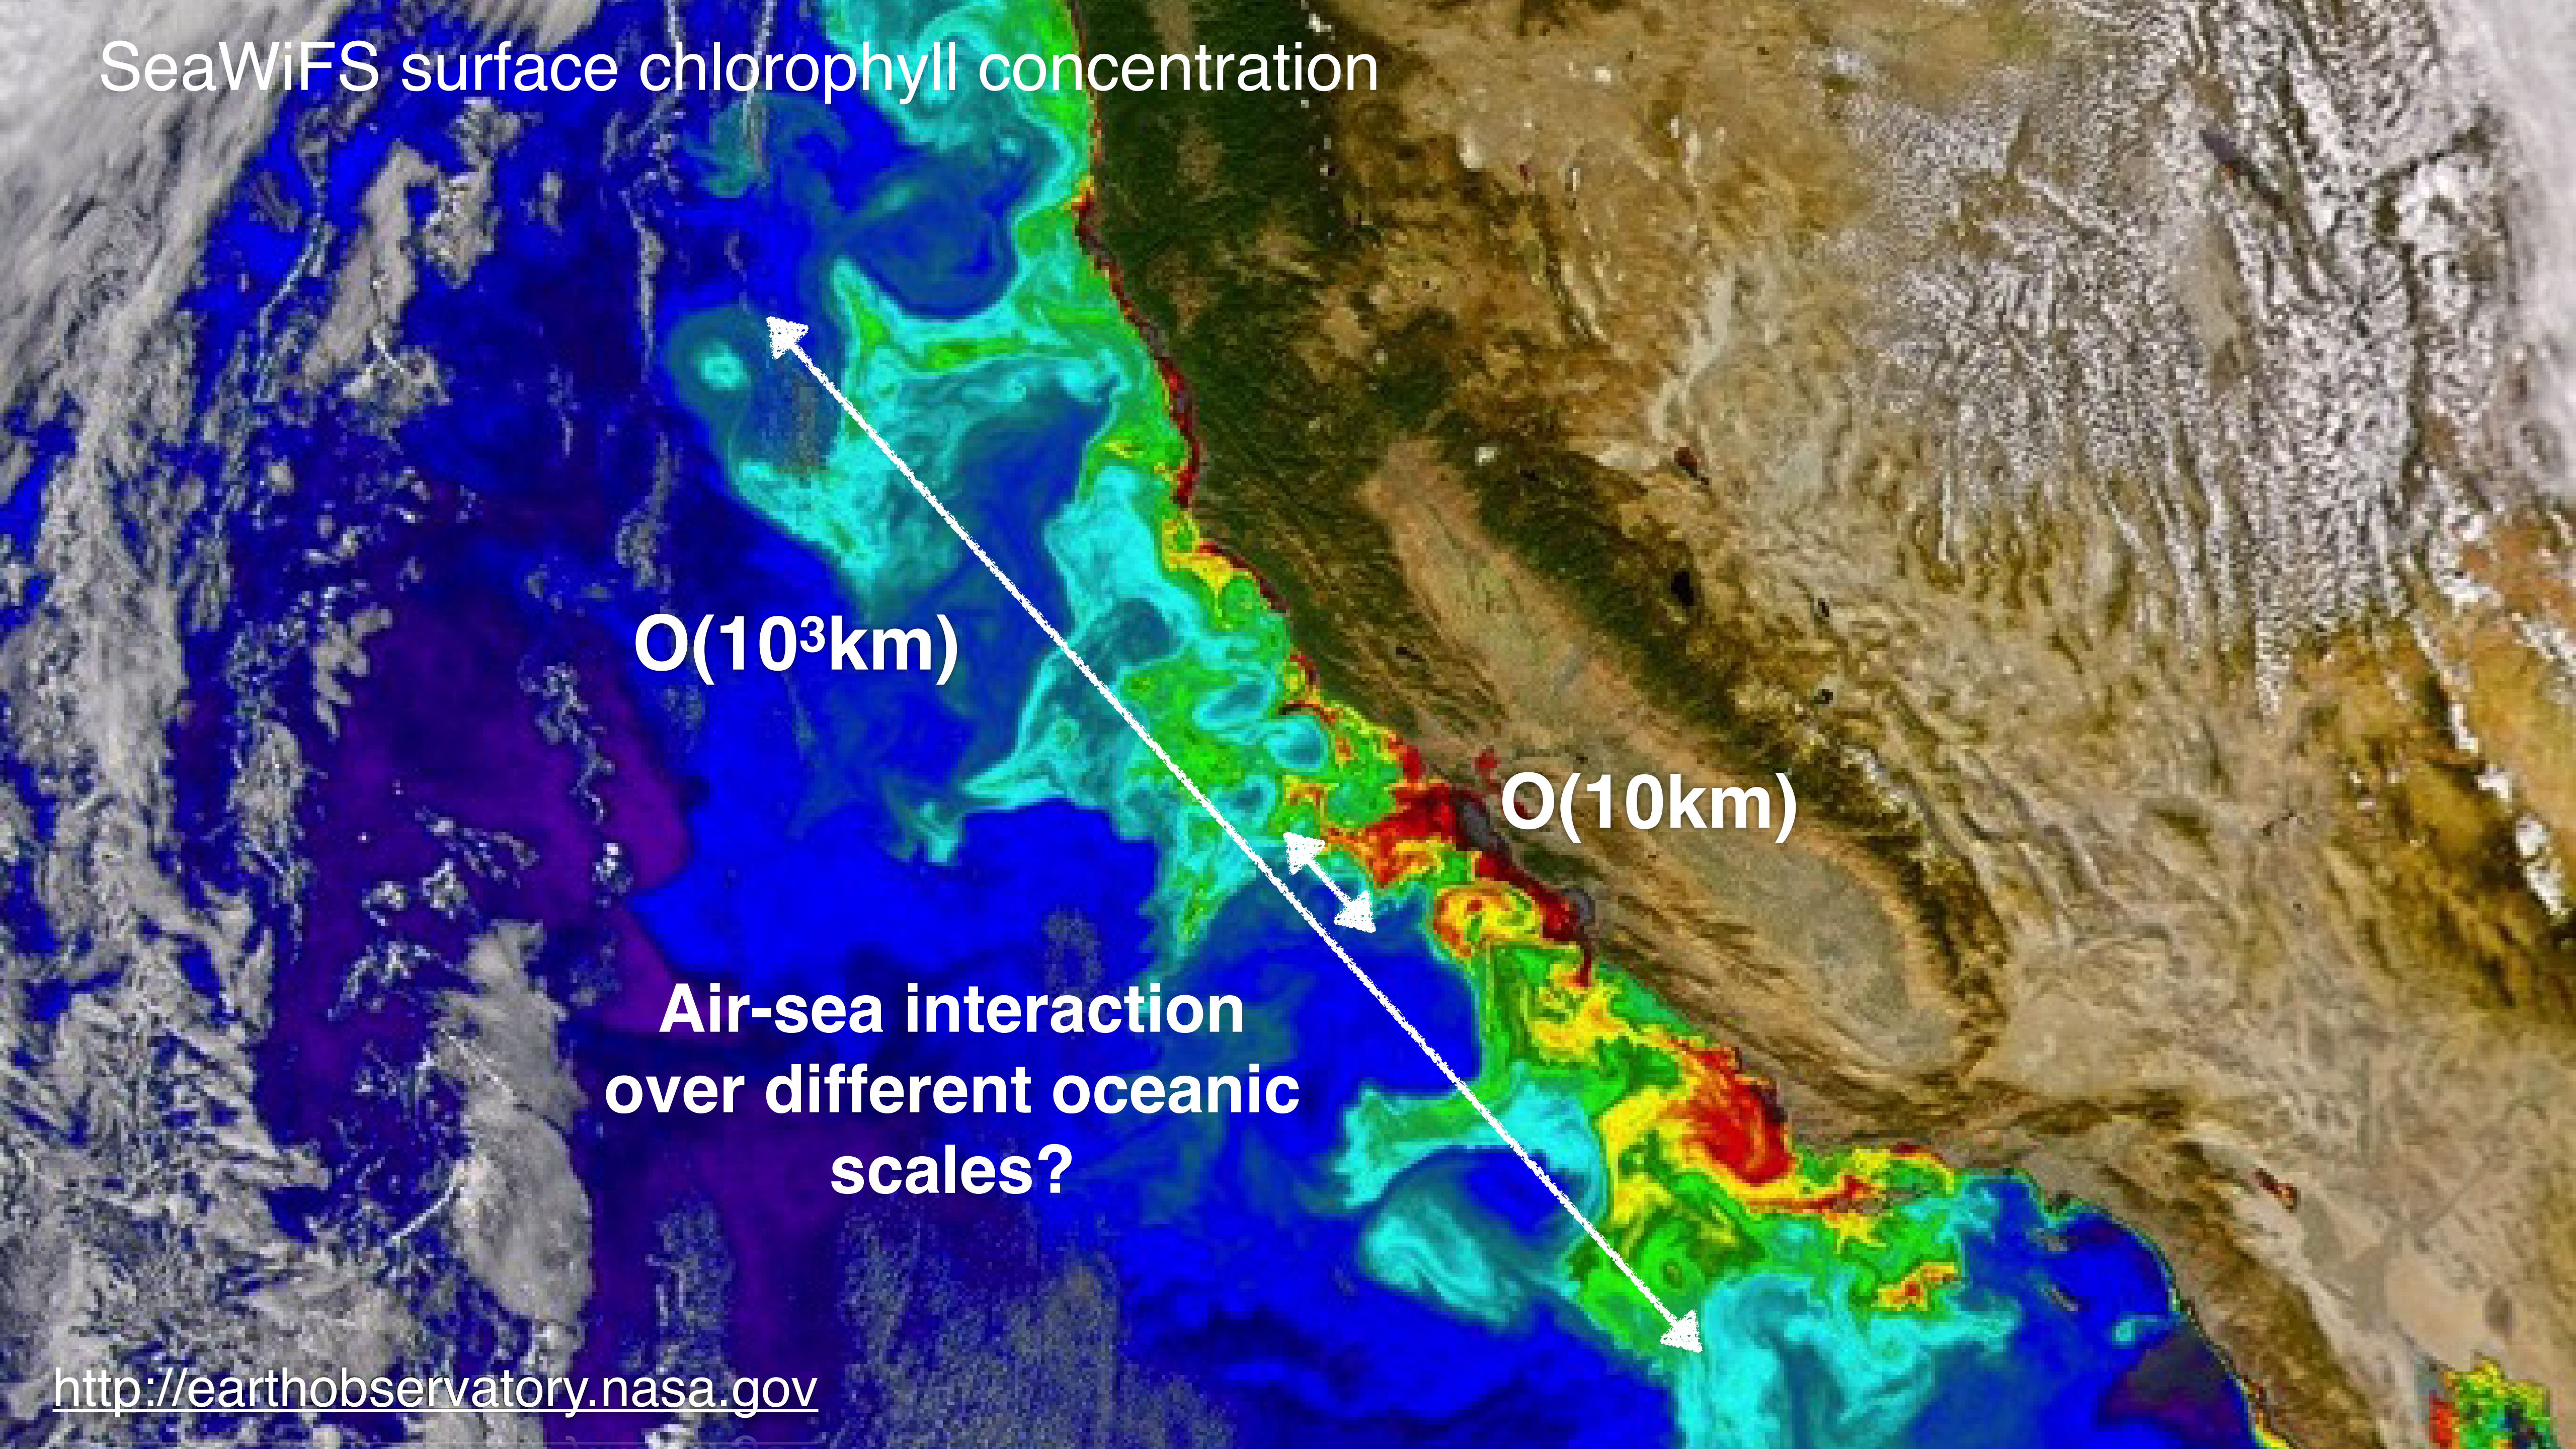 SeaWiFS surface chlorophyll concentration
O(10³km)
O(10km)
Air-sea interaction
over different oceanic
scales?
http://earthobservatory.nasa.gov